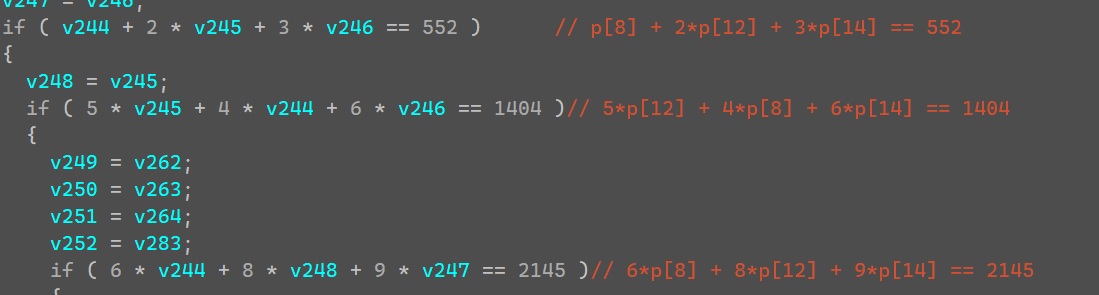 v247 = v246;
if ( v244 + 2 * v245 + 3 * v246 == 552 ) // p[8] + 2*p[12] + 3*p[14] == 552
{
v248 = v245;
if ( 5 * v245 + 4 * v244 + 6 * v246 == 1404 )// 5*p[12] + 4*p[8] + 6*p[14] == 1404
{
v249 = v262;
v250 = v263;
v251 = v264;
v252 = v283;
if ( 6 * v244 + 8 * v248 + 9 * v247 == 2145 )// 6*p[8] + 8*p[12] + 9*p[14] == 2145
{